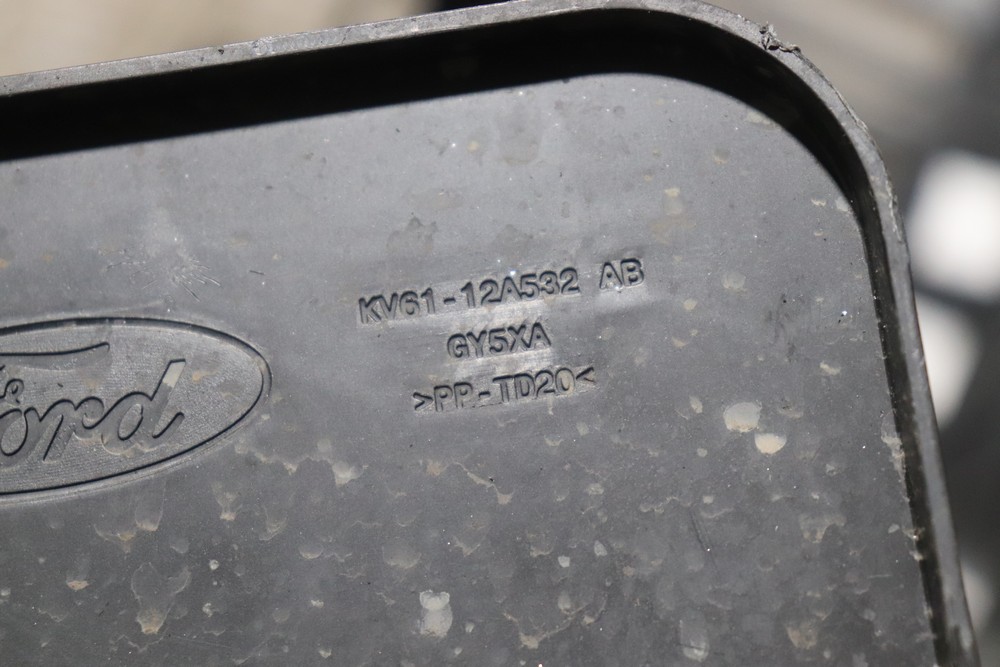 KV61-12A532 AB
GY5XA
>PP-TD20<
Ford